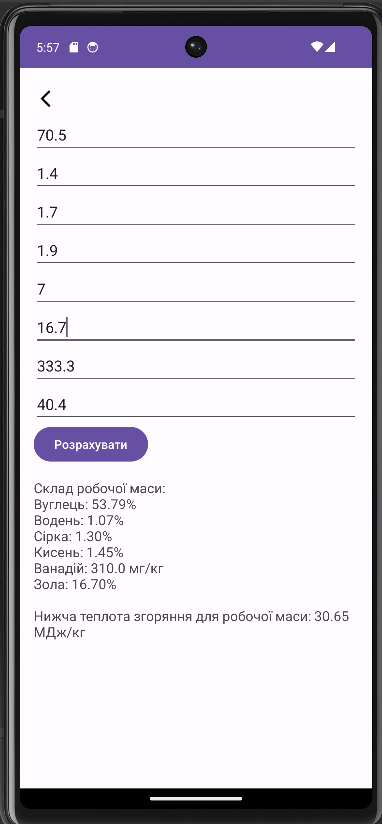 5:57
70.5
1.4
1.7
1.9
7
16.7
333.3
40.4
Розрахувати
Склад робочої маси:
Вуглець: 53.79%
Водень: 1.07%
Сірка: 1.30%
Кисень: 1.45%
Ванадій: 310.0 мг/кг
Зола: 16.70%
Нижча теплота згоряння для робочої маси: 30.65
МДж/кг